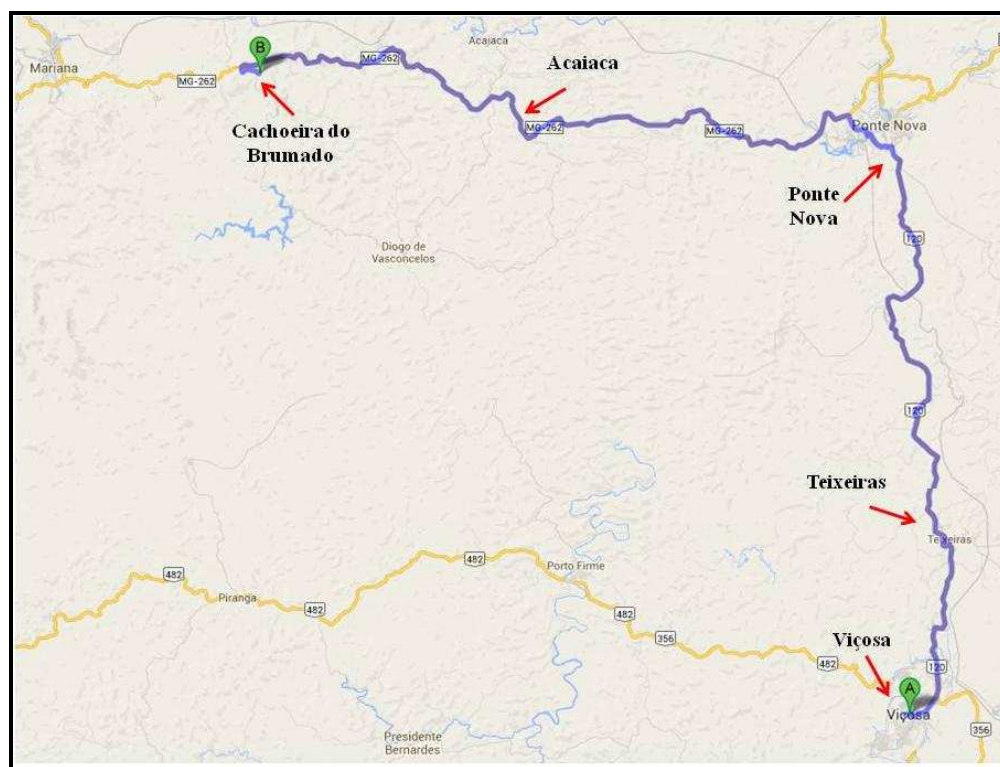 Acaiaca
B
MG-262
Mariana
MG-262
Acaiaca
Cachoeira do
Brumado
MG-262
MG-262
Ponte Nova
Ponte
Nova
Diogo de
Vasconcelos
120
120
Teixeiras
Teixeiras
482
482
Porto Firme
Piranga
482
482
356
Viçosa
482
120
A
Viçosa
356
Presidente
Bernardes